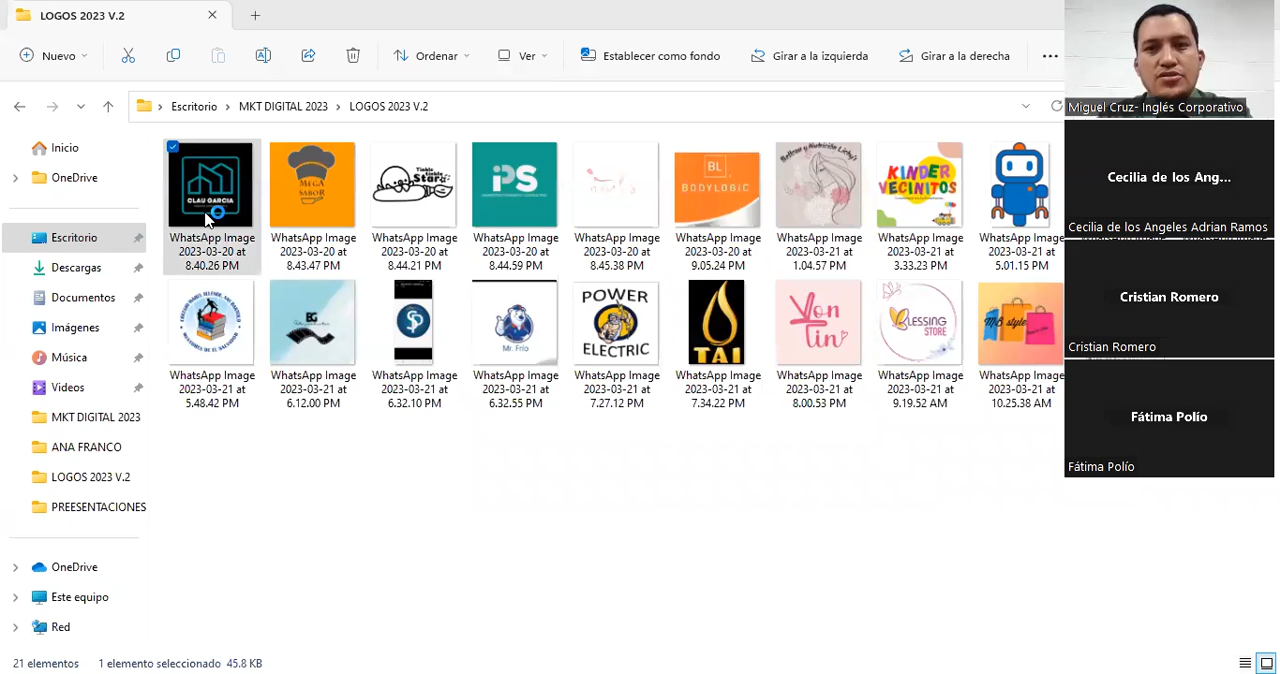 LOGOS 2023 V.2
Nuevo
Ordenar
Ver
Establecer como fondo
Girar a la izquierda
Girar a la derecha
Escritorio > MKT DIGITAL 2023 > LOGOS 2023 V.2
Inicio
OneDrive
Escritorio
Descargas
Documentos
Imágenes
Música
Videos
MKT DIGITAL 2023
ANA FRANCO
LOGOS 2023 V.2
PREESENTACIONES
OneDrive
Este equipo
Red
CLAU GARCIA
WhatsApp Image
2023-03-20 at
8.40.26 PM
MEGA
SABOR
WhatsApp Image
2023-03-20 at
8.43.47 PM
Tinkle
tinkle
Stars
WhatsApp Image
2023-03-20 at
8.44.21 PM
iPS
WhatsApp Image
2023-03-20 at
8.44.59 PM
WhatsApp Image
2023-03-20 at
8.45.38 PM
BL
BODYLOGIC
WhatsApp Image
2023-03-20 at
9.05.24 PM
WhatsApp Image
2023-03-21 at
1.04.57 PM
KINDER
VECINITOS
WhatsApp Image
2023-03-21 at
3.33.23 PM
WhatsApp Image
2023-03-21 at
5.01.15 PM
WhatsApp Image
2023-03-21 at
5.48.42 PM
BG
WhatsApp Image
2023-03-21 at
6.12.00 PM
WhatsApp Image
2023-03-21 at
6.32.10 PM
Mr. Frío
WhatsApp Image
2023-03-21 at
6.32.55 PM
POWER
ELECTRIC
WhatsApp Image
2023-03-21 at
7.27.12 PM
TAI
WhatsApp Image
2023-03-21 at
7.34.22 PM
Von
Tin
WhatsApp Image
2023-03-21 at
8.00.53 PM
BLESSING
STORE
WhatsApp Image
2023-03-21 at
9.19.52 AM
MB style
WhatsApp Image
2023-03-21 at
10.25.38 AM
Miguel Cruz- Inglés Corporativo
Cecilia de los Ang...
Cecilia de los Angeles Adrian Ramos
Cristian Romero
Cristian Romero
Fátima Polío
Fátima Polío
21 elementos
1 elemento seleccionado 45.8 KB